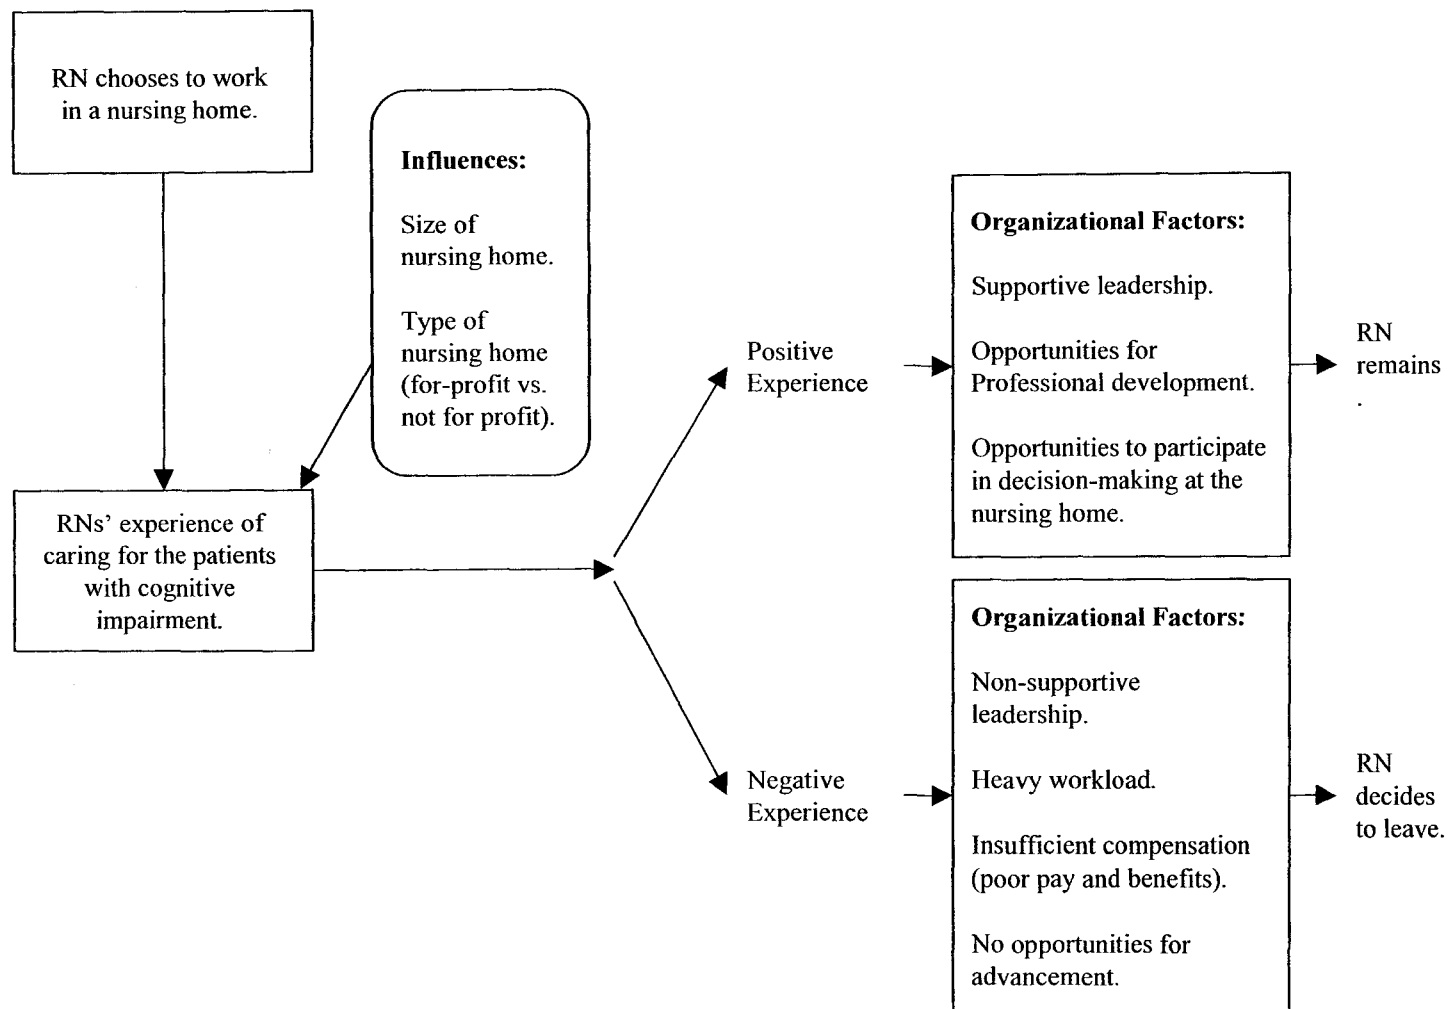 RN chooses to work
in a nursing home.
Influences:
Size of
nursing home.
Type of
nursing home
(for-profit vs.
not for profit).
RNs’ experience of
caring for the patients
with cognitive
impairment.
Positive
Experience
Organizational Factors:
Supportive leadership.
Opportunities for
Professional development.
Opportunities to participate
in decision-making at the
nursing home.
RN
remains
.
Negative
Experience
Organizational Factors:
Non-supportive
leadership.
Heavy workload.
Insufficient compensation
(poor pay and benefits).
No opportunities for
advancement.
RN
decides
to leave.